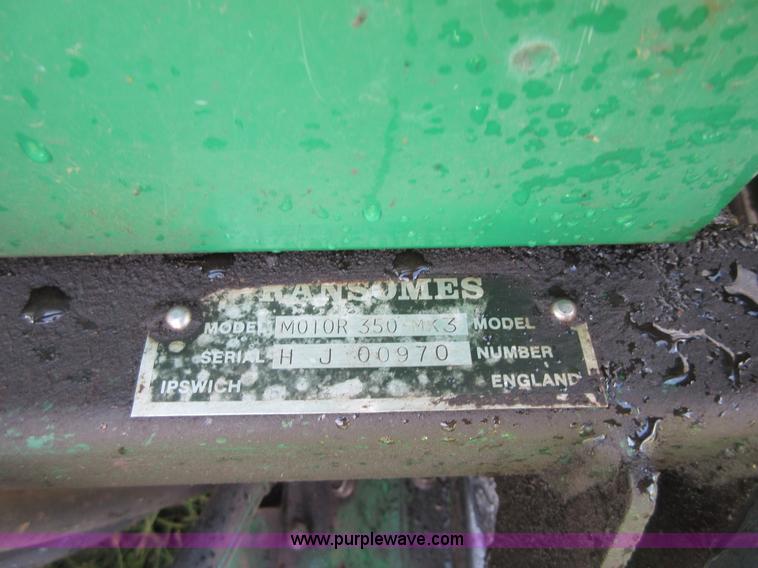 RANSOMES
MODEL MOTOR 350 MK3 MODEL
SERIAL H J 00970 NUMBER
IPSWICH ENGLAND
www.purplewave.com